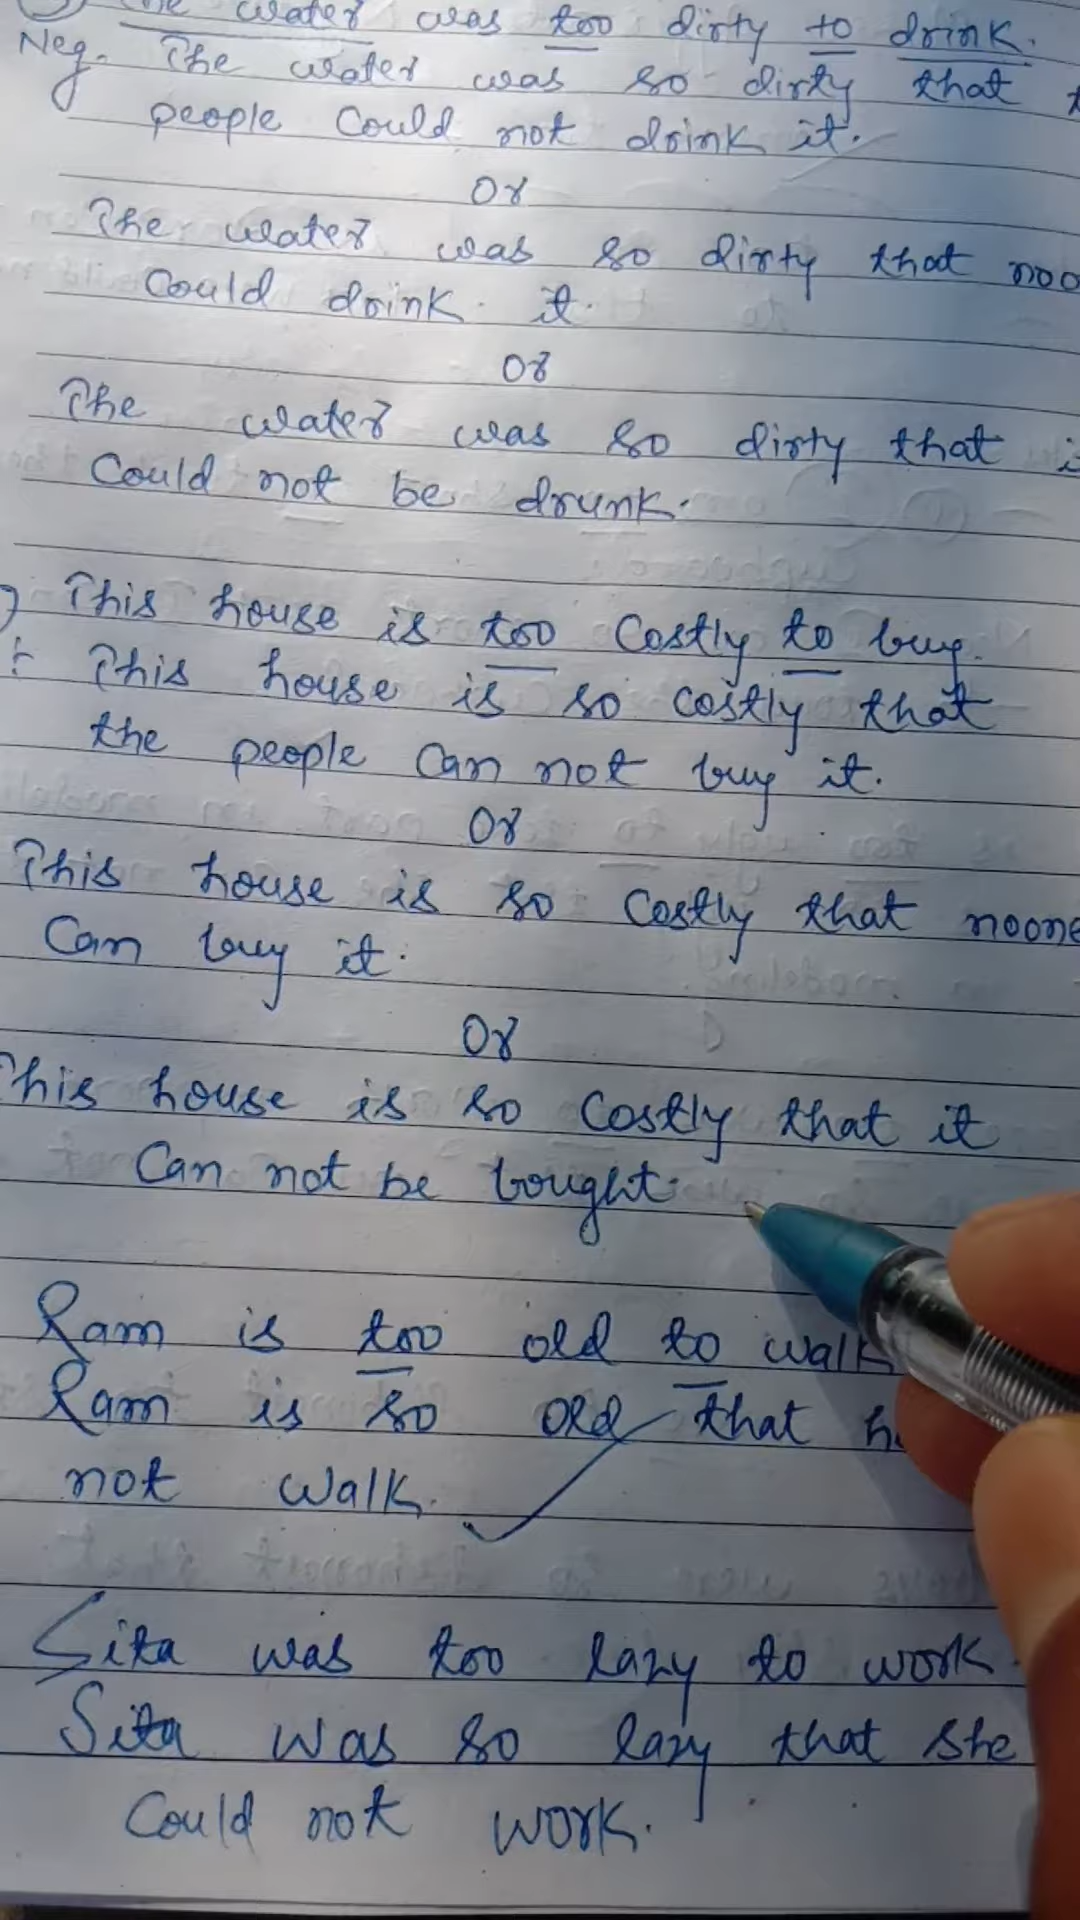 water was too dirty to drink.
Neg. The water was so dirty that
people could not drink it.
Or
The water was so dirty that
Could drink it.
Or
The water was so dirty that
Could not be drunk.
This house is too Costly to buy.
This house is so costly that
the people Can not buy it.
Or
This house is so Costly that noone
Can buy it.
Or
This house is so Costly that it
Can not be bought.
Ram is too old to walk
Ram is so old that
not walk.
Sita was too lazy to work
Sita was so lazy that she
Could not work.